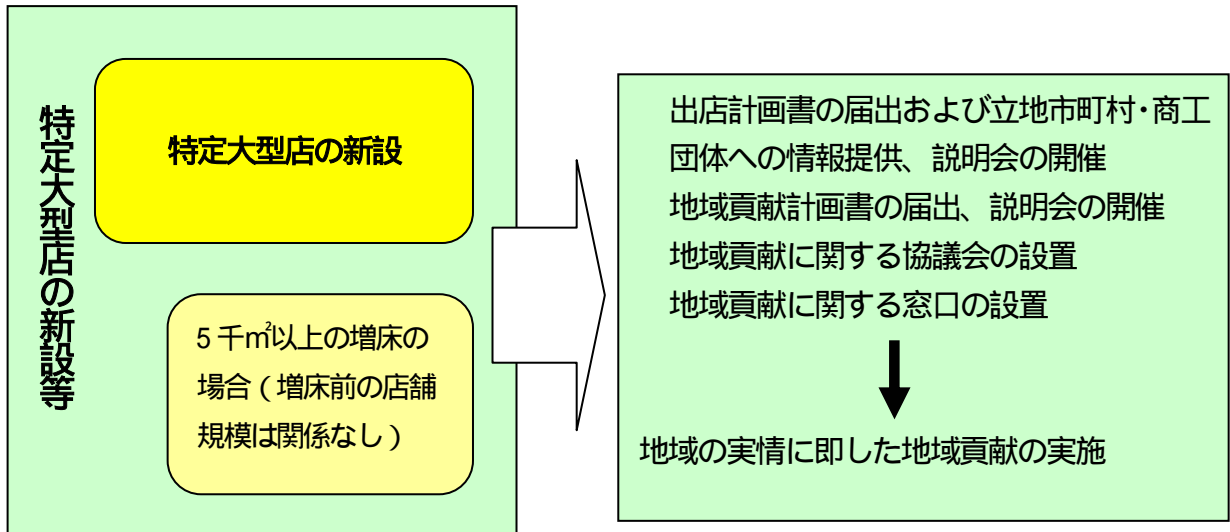 特定大型店の新設等
特定大型店の新設
5千㎡以上の増床の
場合(増床前の店舗
規模は関係なし)
出店計画書の届出および立地市町村・商工
団体への情報提供、説明会の開催
地域貢献計画書の届出、説明会の開催
地域貢献に関する協議会の設置
地域貢献に関する窓口の設置
地域の実情に即した地域貢献の実施